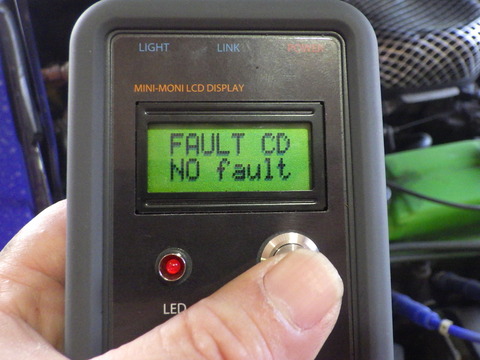 LIGHT LINK POWER
MINI-MONI LCD DISPLAY
FAULT CD
NO fault
LED